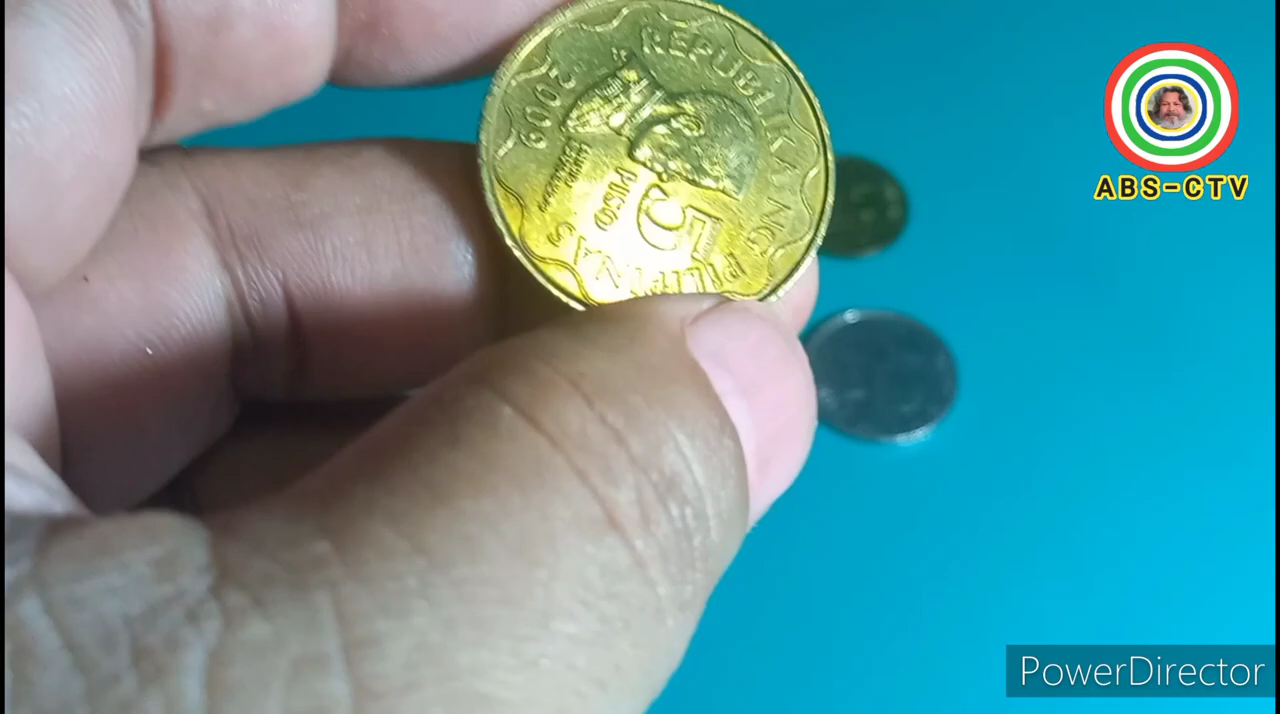 REPUBLIKA NG PILIPINAS
2009
5
PISO
ABS-CTV
PowerDirector